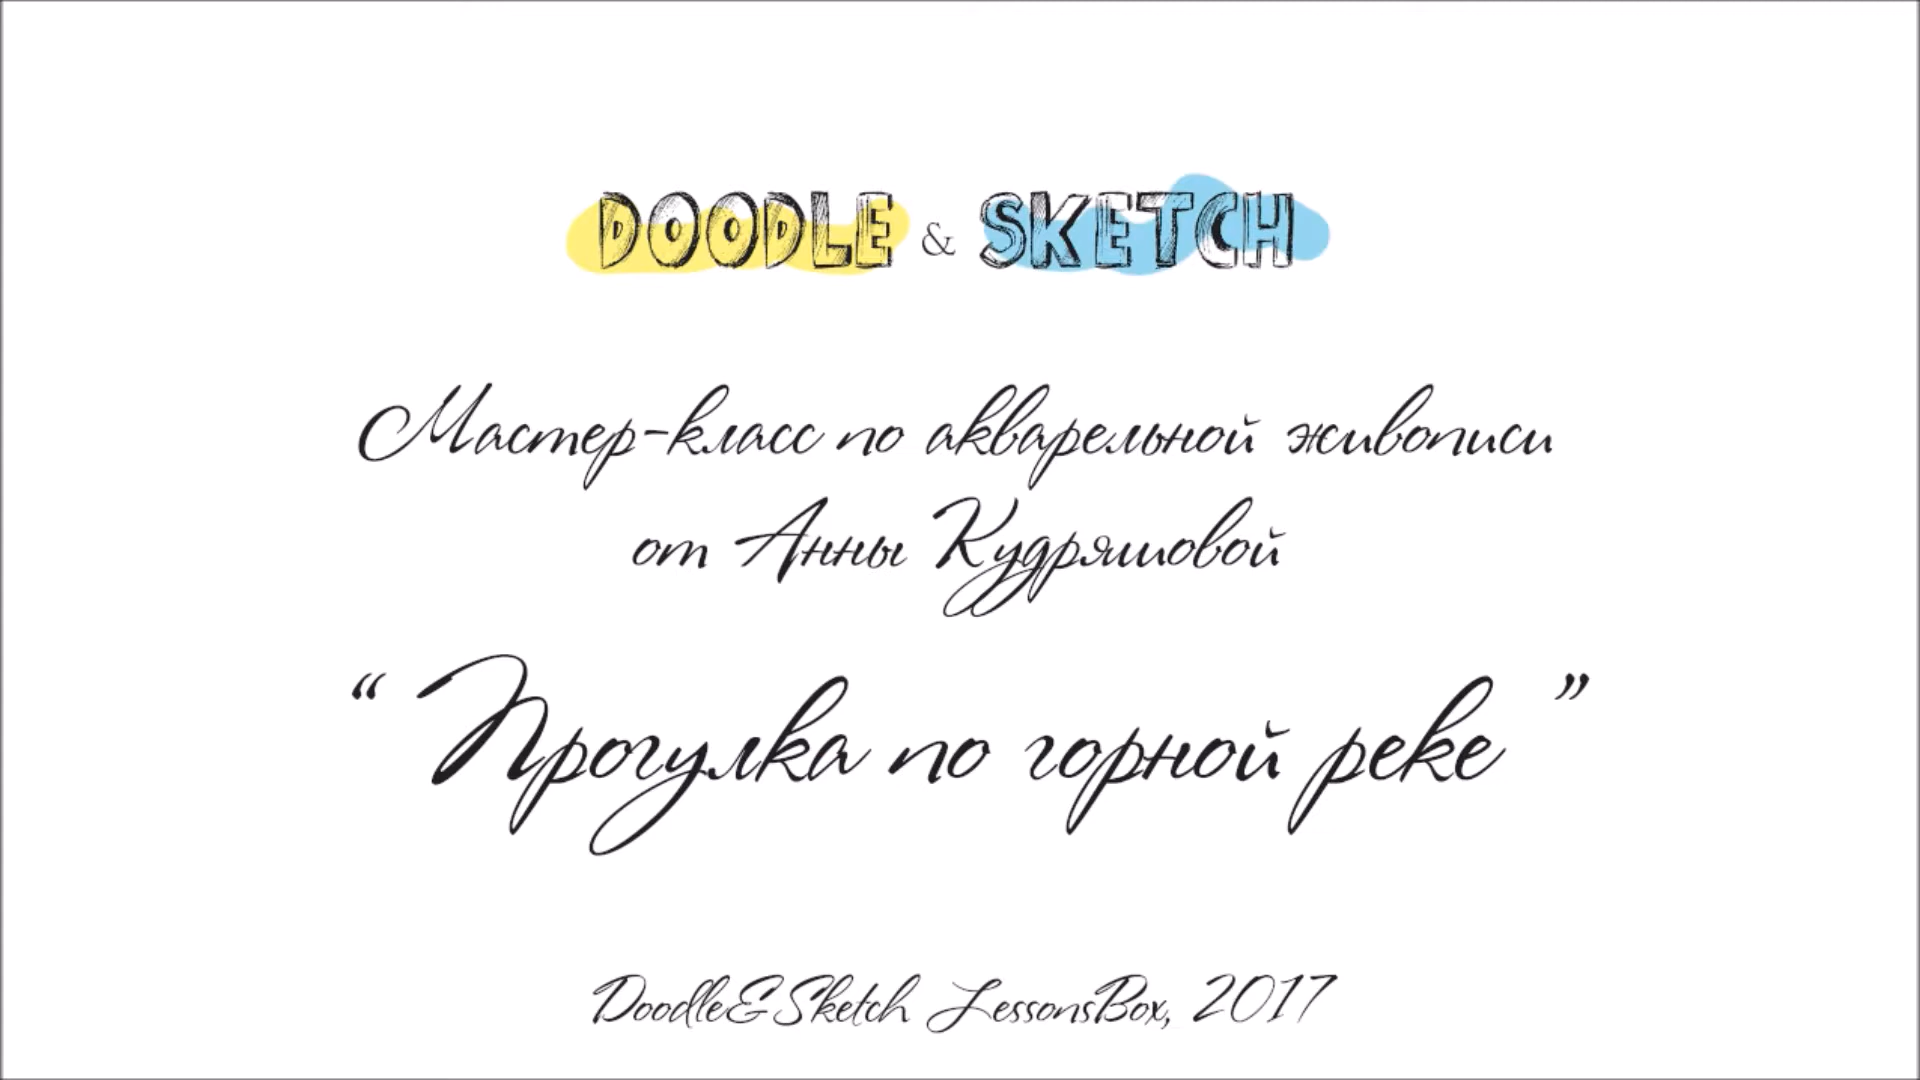 DOODLE & SKETCH
Мастер-класс по акварельной живописи
от Анны Кудряшовой
“ Прогулка по горной реке ”
Doodle&Sketch LessonsBox, 2017